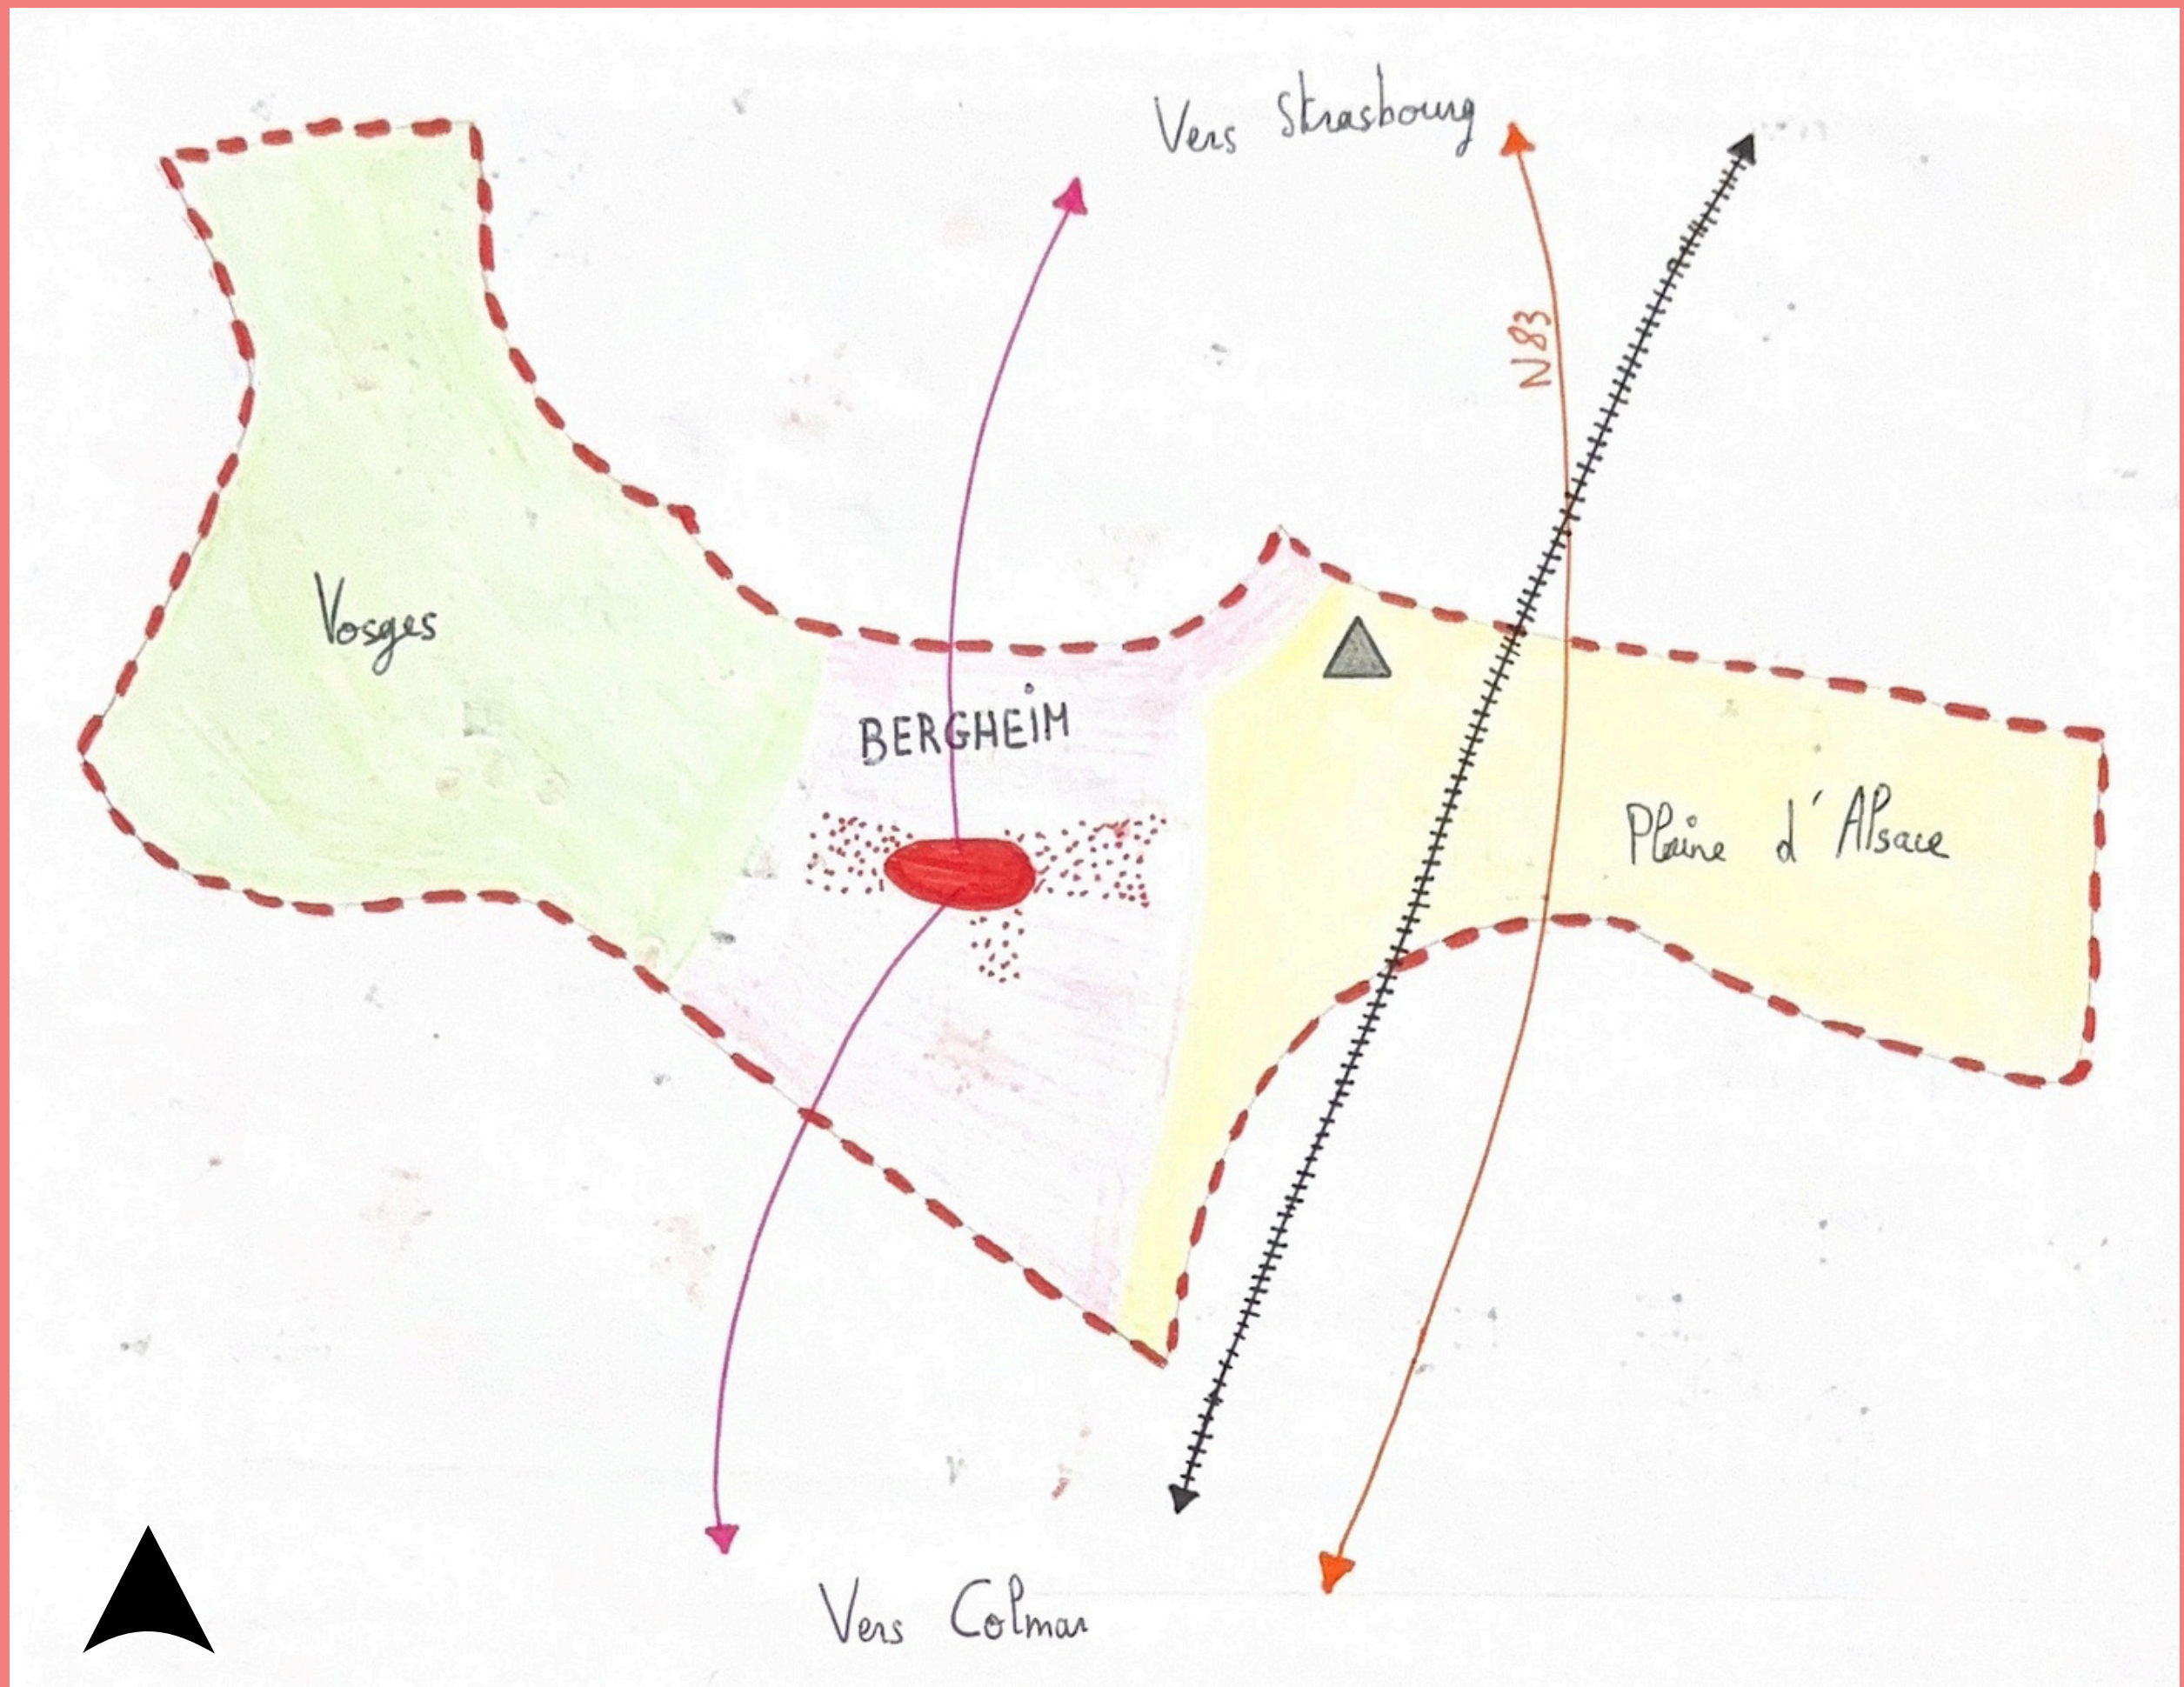 Vers Strasbourg
N83
Vosges
BERGHEiM
Plaine d'Alsace
Vers Colmar